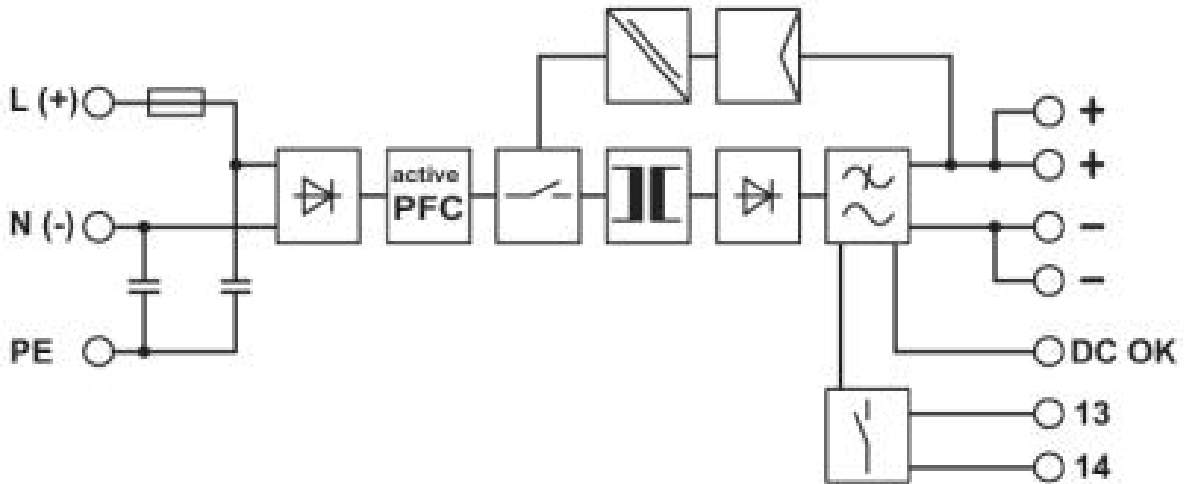 L (+)
N (-)
PE
active
PFC
+
+
−
−
DC OK
13
14